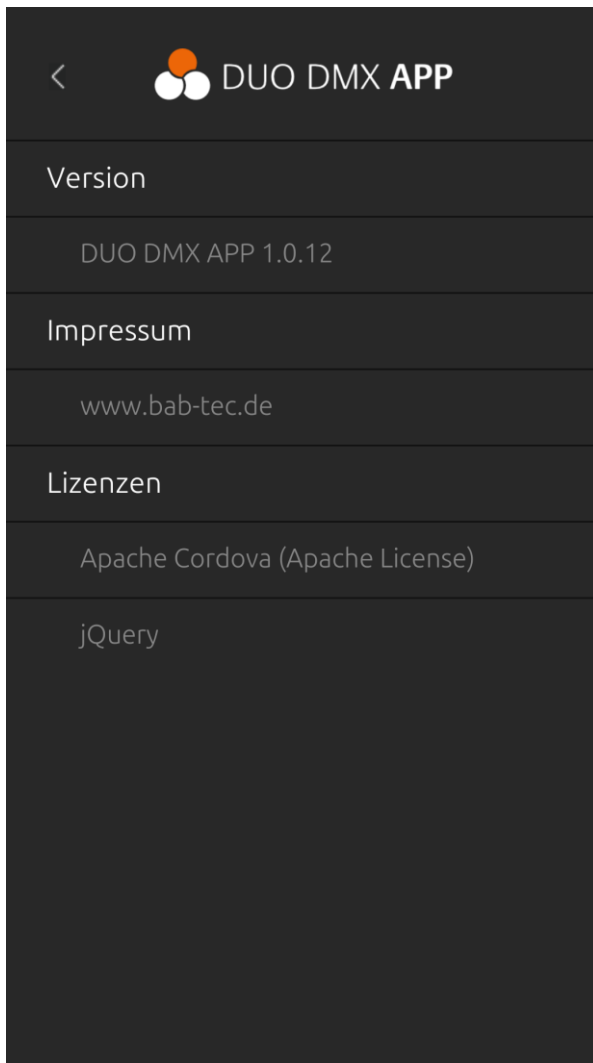 DUO DMX APP
Version
DUO DMX APP 1.0.12
Impressum
www.bab-tec.de
Lizenzen
Apache Cordova (Apache License)
jQuery